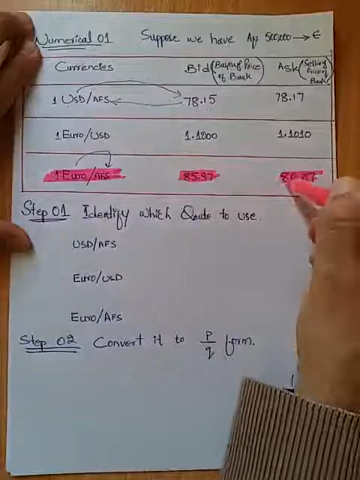 Numerical 01 Suppose we have Afs 500,000 → €
Currencies Bid (Buying Price of Bank) Ask (Selling Price of Bank)
1 USD/AFS 78.15 78.17
1 Euro/USD 1.1000 1.1010
1 Euro/AFS 85.97
Step 01 Identify which Qoute to use.
USD/AFS
Euro/USD
Euro/AFS
Step 02 Convert it to P/q form.